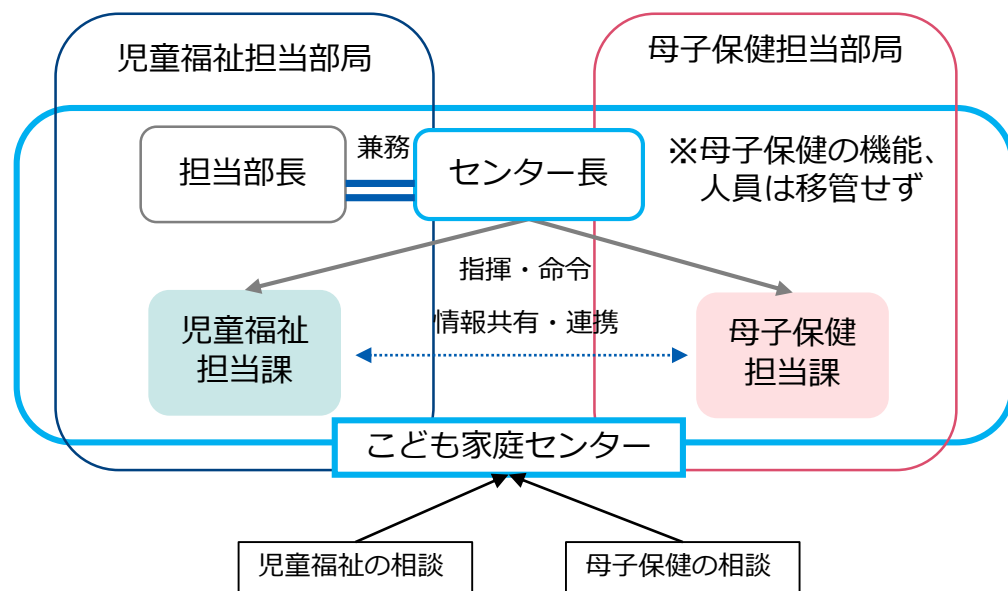 児童福祉担当部局
母子保健担当部局
担当部長
兼務
センター長
※母子保健の機能、
人員は移管せず
指揮・命令
情報共有・連携
児童福祉
担当課
母子保健
担当課
こども家庭センター
児童福祉の相談
母子保健の相談